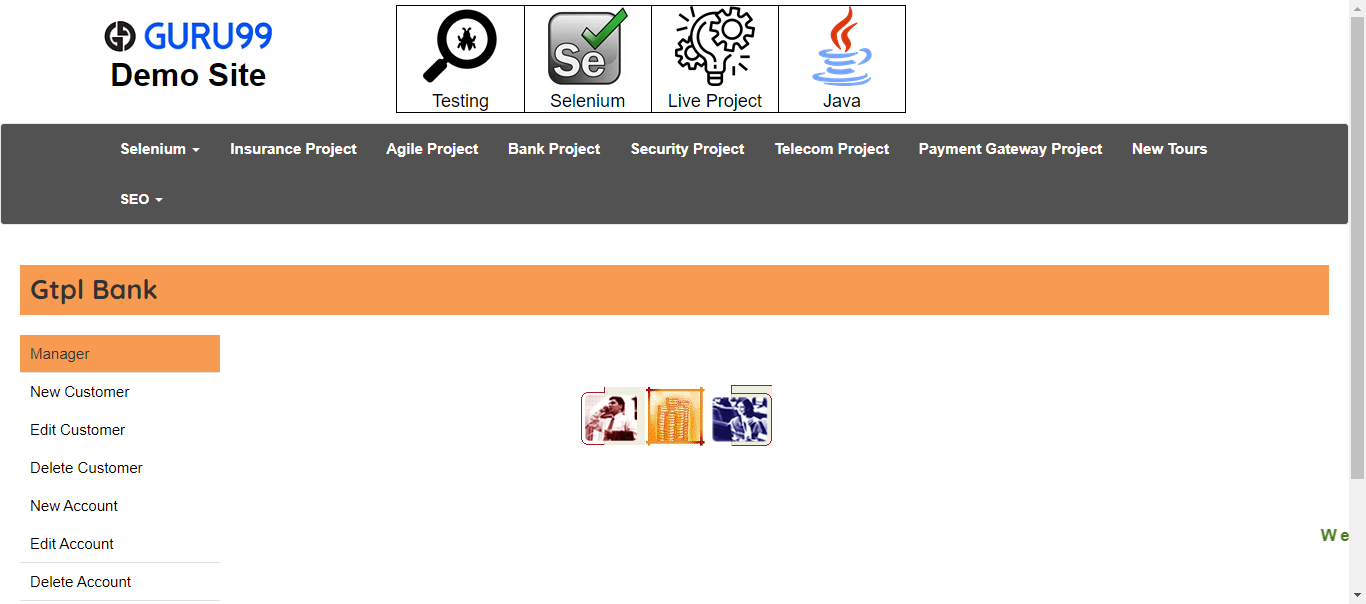 GURU99
Demo Site
Se
Testing Selenium Live Project Java
Selenium Insurance Project Agile Project Bank Project Security Project Telecom Project Payment Gateway Project New Tours
SEO
Gtpl Bank
Manager
New Customer
Edit Customer
Delete Customer
New Account
Edit Account
We
Delete Account